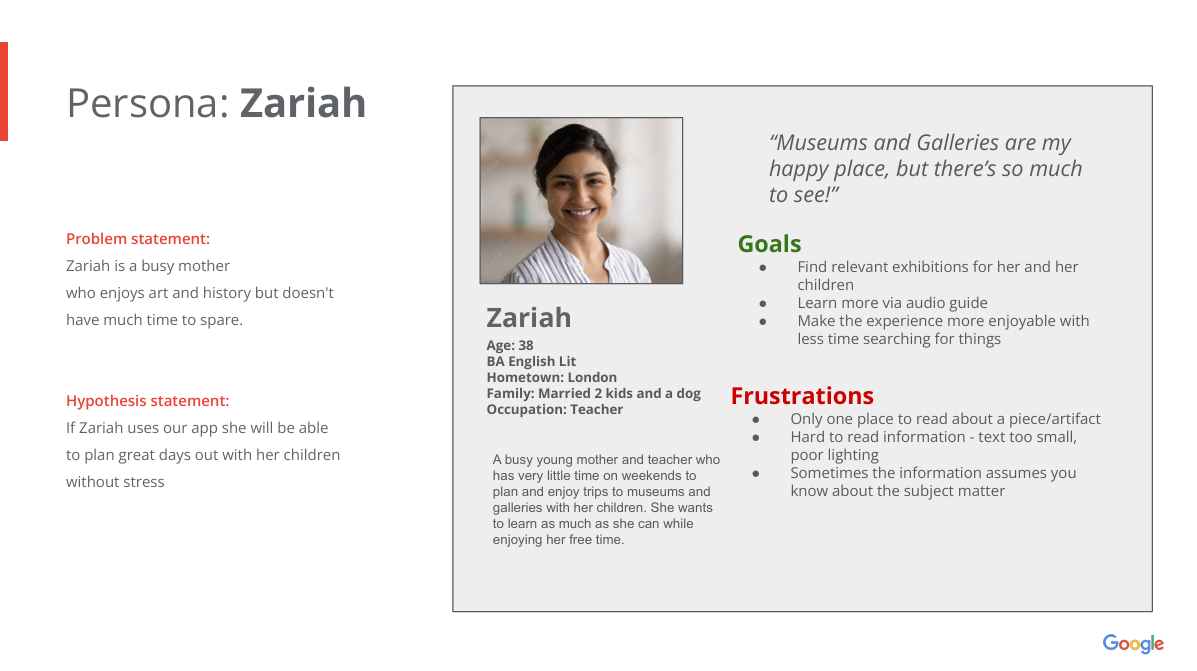 Persona: Zariah
Problem statement:
Zariah is a busy mother
who enjoys art and history but doesn't
have much time to spare.
Hypothesis statement:
If Zariah uses our app she will be able
to plan great days out with her children
without stress
Zariah
Age: 38
BA English Lit
Hometown: London
Family: Married 2 kids and a dog
Occupation: Teacher
A busy young mother and teacher who
has very little time on weekends to
plan and enjoy trips to museums and
galleries with her children. She wants
to learn as much as she can while
enjoying her free time.
“Museums and Galleries are my
happy place, but there’s so much
to see!”
Goals
● Find relevant exhibitions for her and her
children
● Learn more via audio guide
● Make the experience more enjoyable with
less time searching for things
Frustrations
● Only one place to read about a piece/artifact
● Hard to read information - text too small,
poor lighting
● Sometimes the information assumes you
know about the subject matter
Google